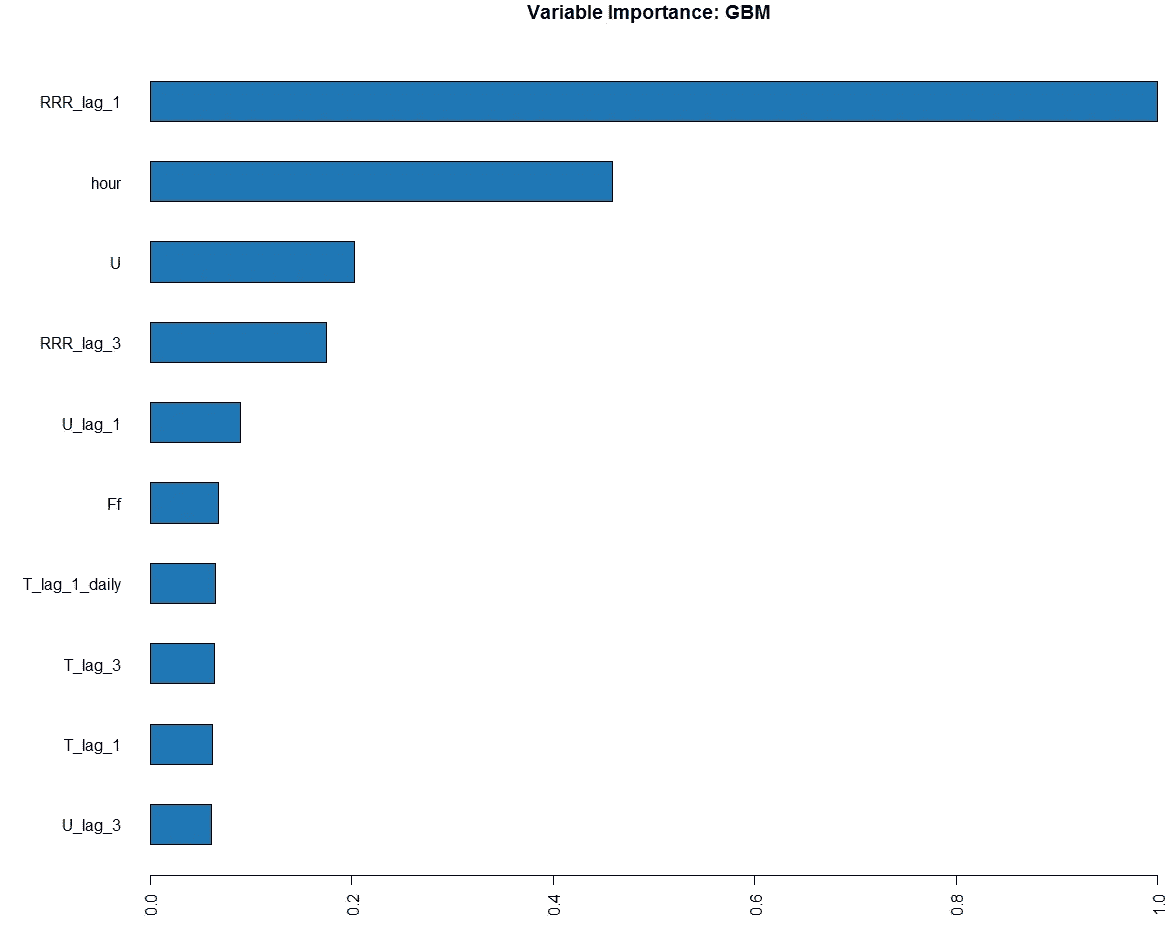 Variable Importance: GBM
RRR_lag_1
hour
U
RRR_lag_3
U_lag_1
Ff
T_lag_1_daily
T_lag_3
T_lag_1
U_lag_3
0.0 0.2 0.4 0.6 0.8 1.0